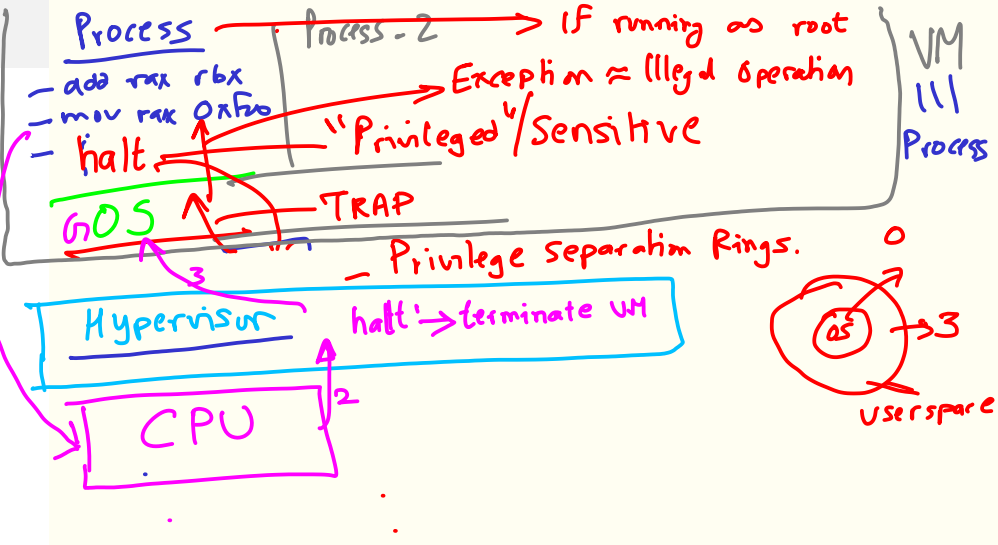 Process
Process - 2
If running as root
VM
|||
Process
add rax rbx
Exception ≈ Illegal operation
mov rax 0xF20
halt
"Privileged"/Sensitive
GOS
TRAP
- Privilege separation Rings.
0
3
Hypervisor
halt → terminate VM
OS
→ 3
userspace
2
CPU